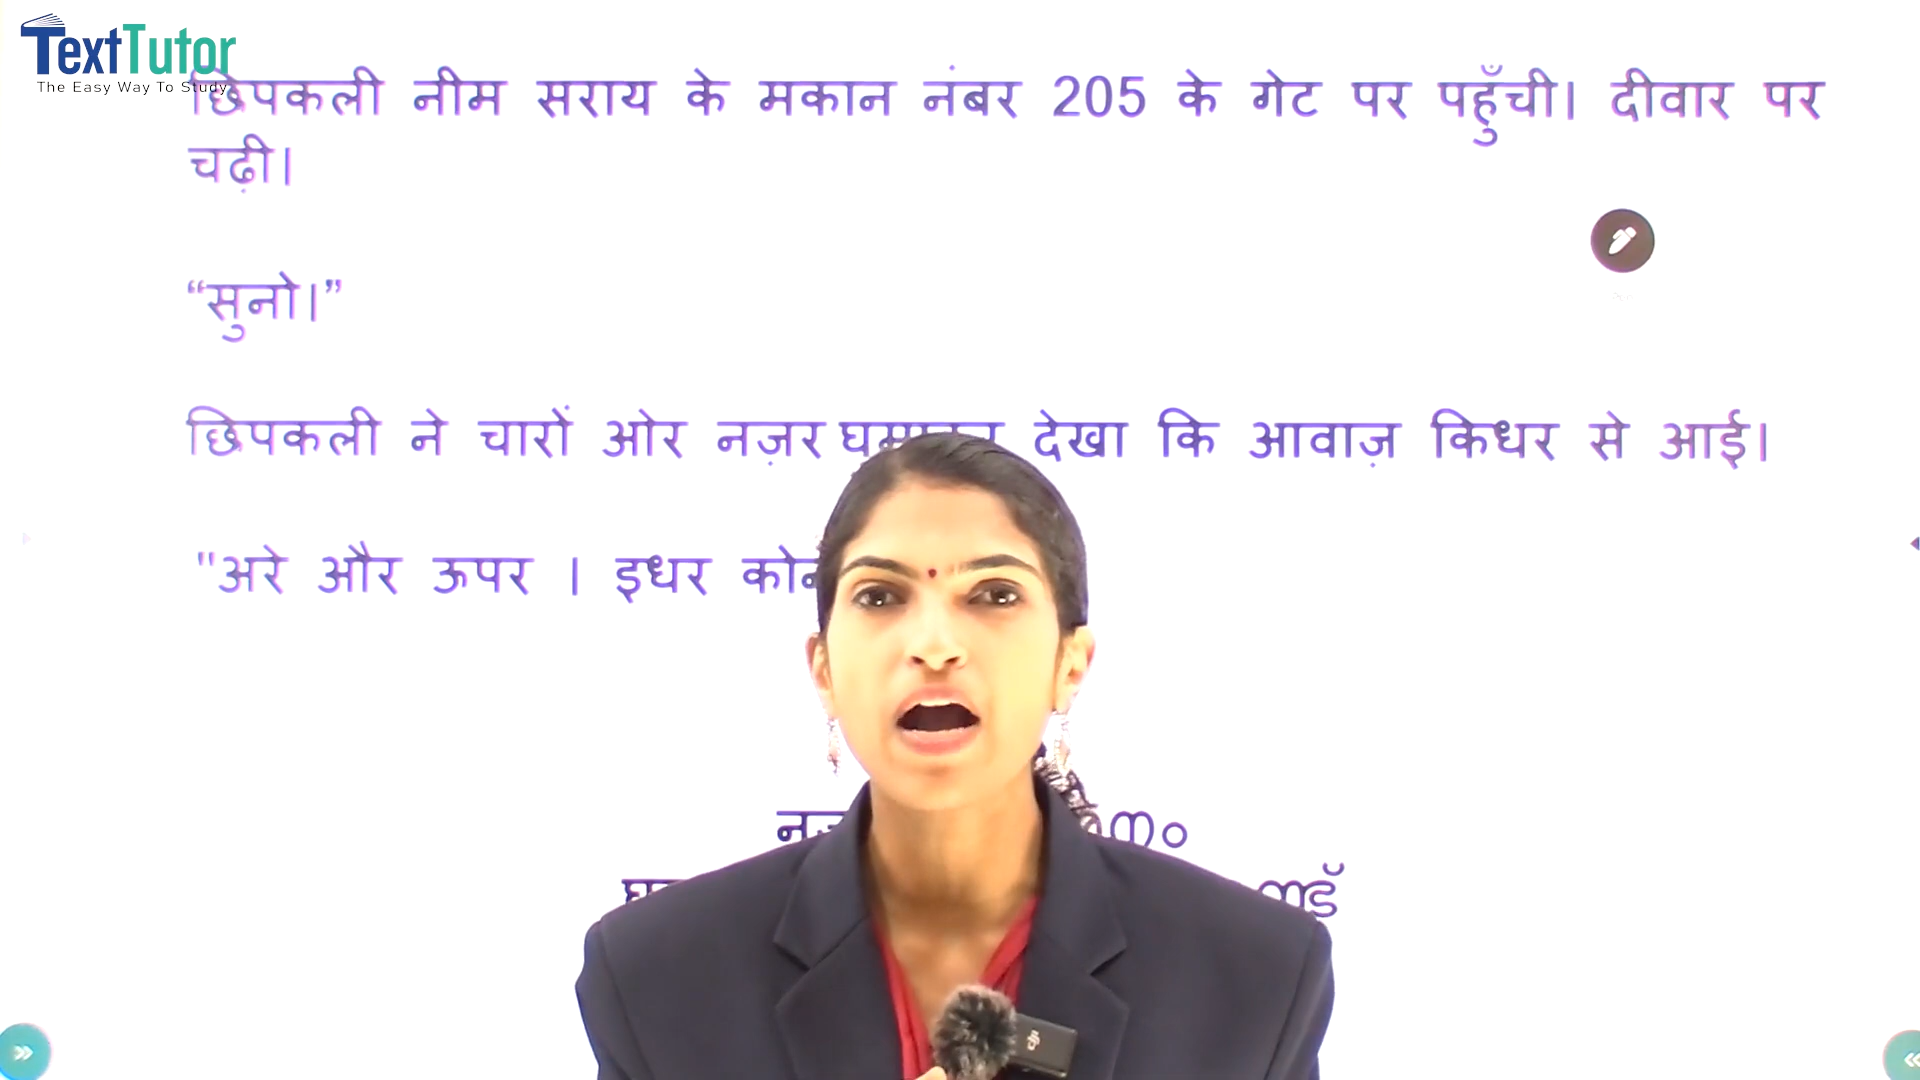 TextTutor
The Easy Way To Study
छिपकली नीम सराय के मकान नंबर 205 के गेट पर पहुँची। दीवार पर
चढ़ी।
“सुनो।”
छिपकली ने चारों ओर नज़र देखा कि आवाज़ किधर से आई।
"अरे और ऊपर । इधर